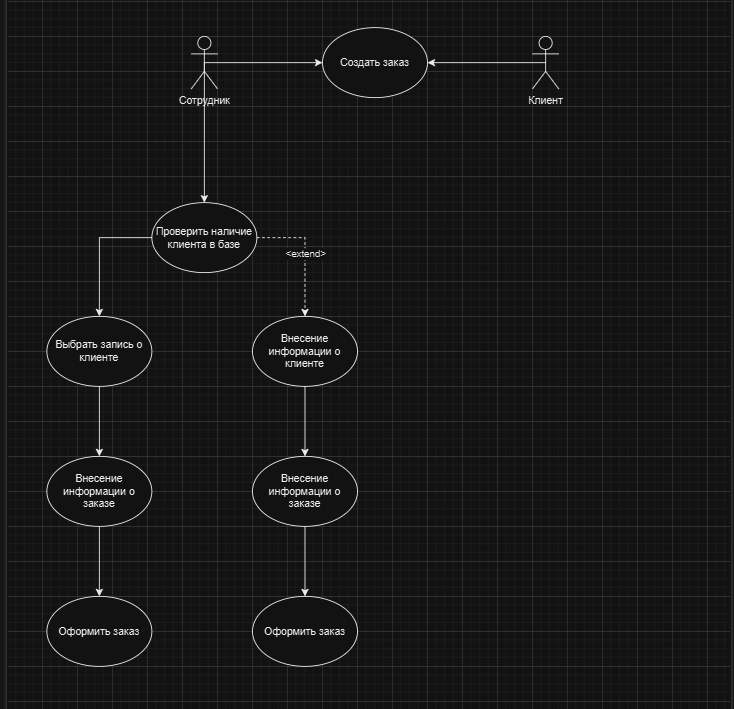 Создать заказ
Сотрудник
Клиент
Проверить наличие
клиента в базе
<extend>
Выбрать запись о
клиенте
Внесение
информации о
клиенте
Внесение
информации о
заказе
Внесение
информации о
заказе
Оформить заказ
Оформить заказ